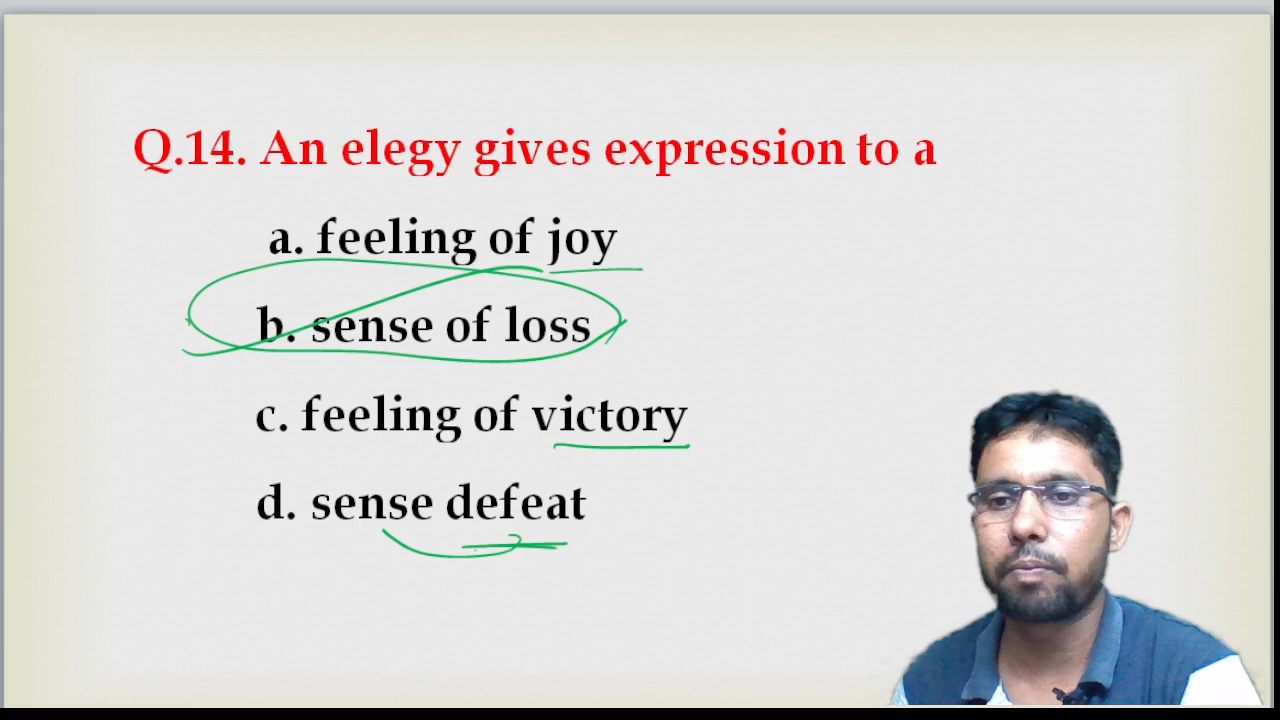 Q.14. An elegy gives expression to a
a. feeling of joy
b. sense of loss
c. feeling of victory
d. sense defeat